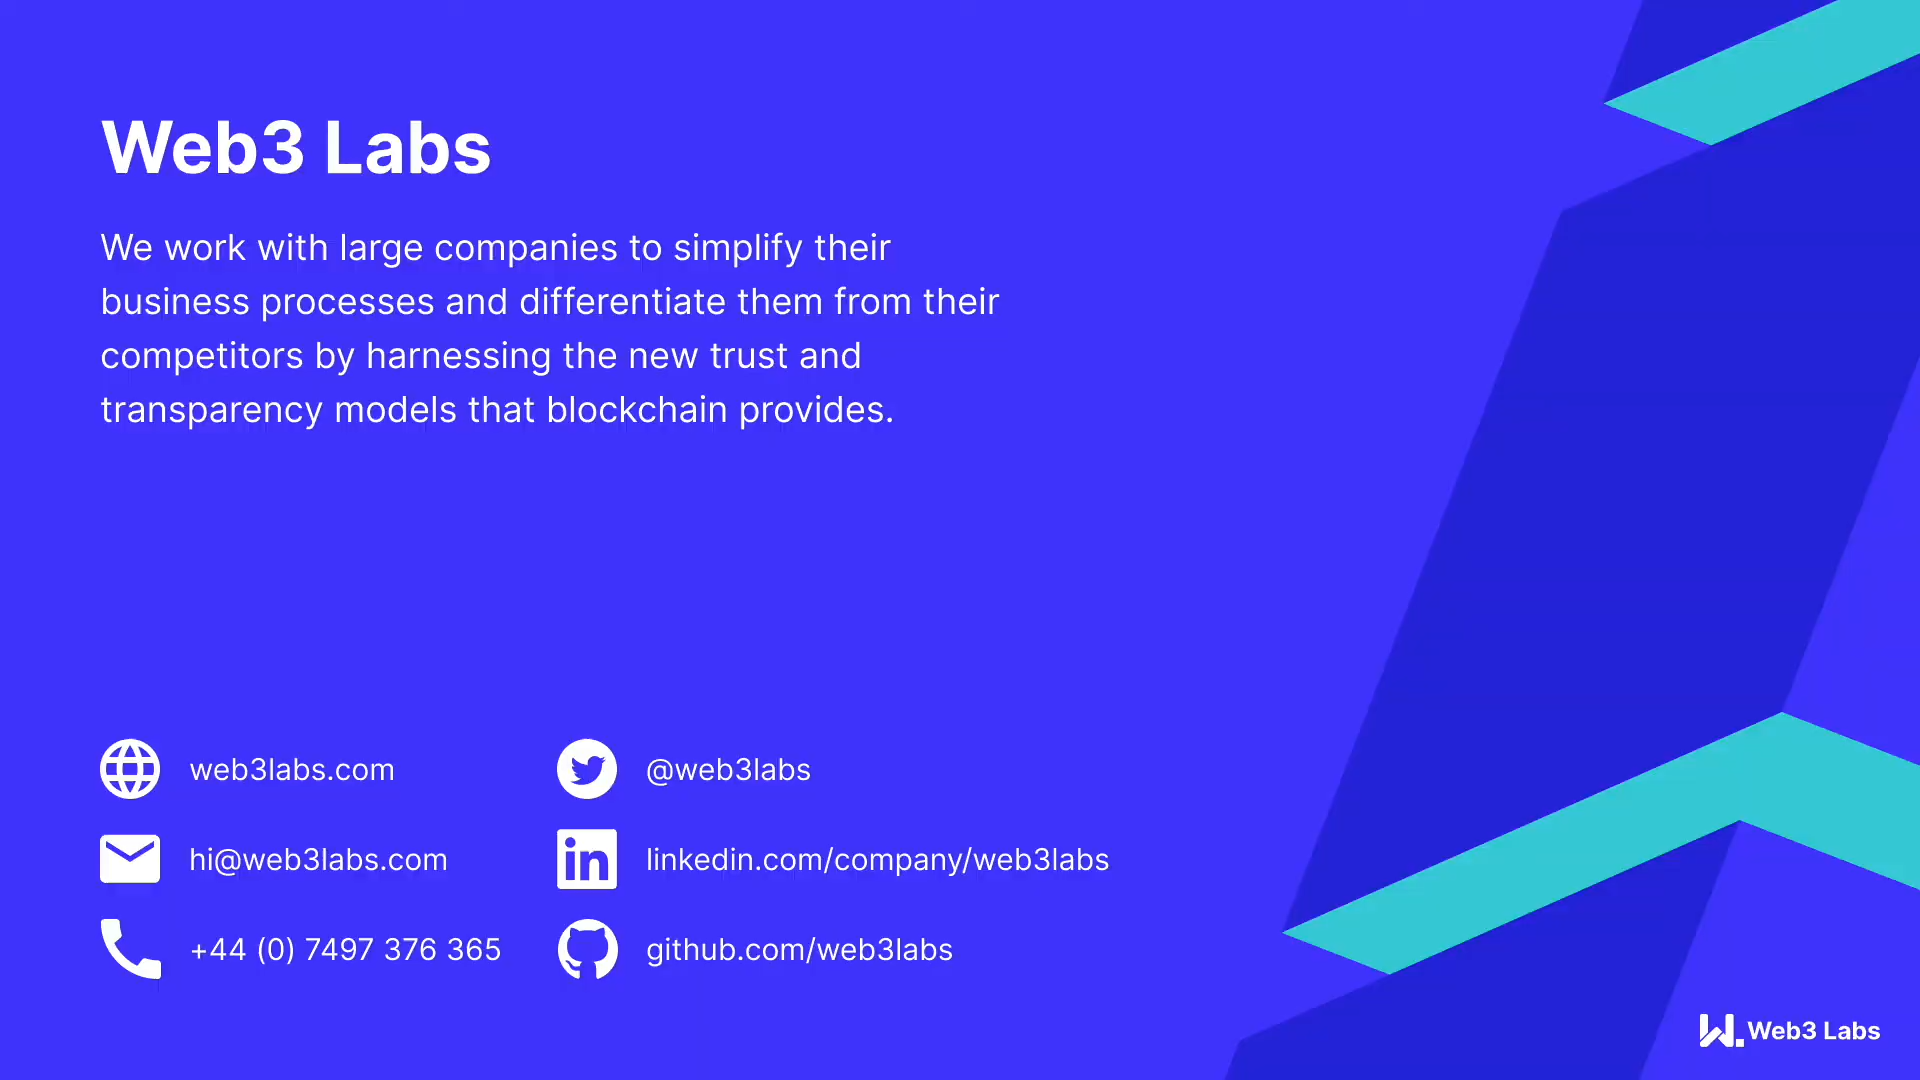 Web3 Labs
We work with large companies to simplify their
business processes and differentiate them from their
competitors by harnessing the new trust and
transparency models that blockchain provides.
web3labs.com
hi@web3labs.com
+44 (0) 7497 376 365
@web3labs
linkedin.com/company/web3labs
github.com/web3labs
Web3 Labs